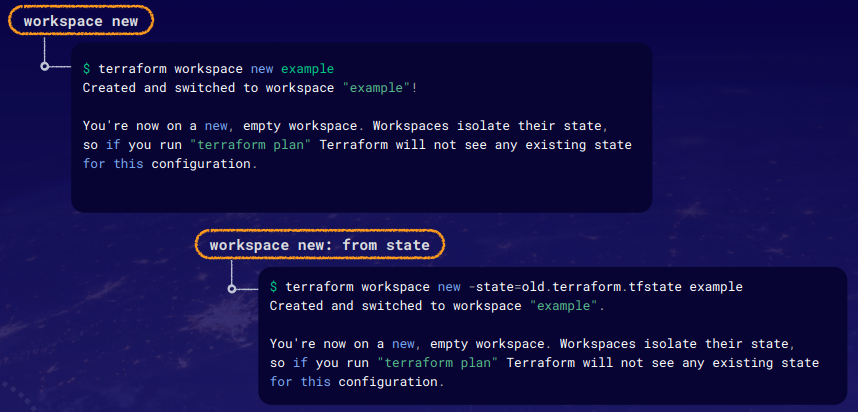 workspace new
$ terraform workspace new example
Created and switched to workspace "example"!
You're now on a new, empty workspace. Workspaces isolate their state,
so if you run "terraform plan" Terraform will not see any existing state
for this configuration.
workspace new: from state
$ terraform workspace new -state=old.terraform.tfstate example
Created and switched to workspace "example".
You're now on a new, empty workspace. Workspaces isolate their state,
so if you run "terraform plan" Terraform will not see any existing state
for this configuration.